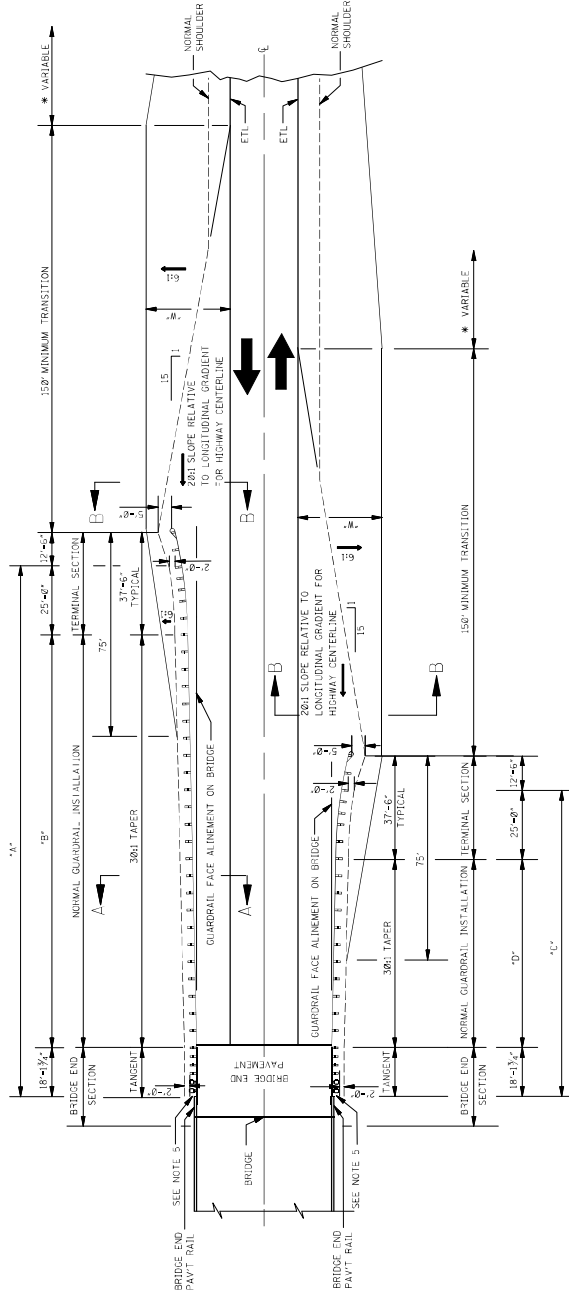 * VARIABLE
150' MINIMUM TRANSITION
12'-6"
25'-0"
TERMINAL SECTION
37'-6"
TYPICAL
75'
"A"
"B"
NORMAL GUARDRAIL INSTALLATION
30:1 TAPER
18'-1¾"
BRIDGE END
SECTION
TANGENT
NORMAL
SHOULDER
ETL
℄
6:1
"W"
15
1
20:1 SLOPE RELATIVE
TO LONGITUDINAL GRADIENT
FOR HIGHWAY CENTERLINE
B
B
5'-0"
2'-0"
6:1
A
A
GUARDRAIL FACE ALINEMENT ON BRIDGE
2'-0"
SEE NOTE 5
BRIDGE END
PAV'T RAIL
BRIDGE END
PAVEMENT
BRIDGE
NORMAL
SHOULDER
ETL
* VARIABLE
150' MINIMUM TRANSITION
"W"
6:1
15
1
20:1 SLOPE RELATIVE TO
LONGITUDINAL GRADIENT FOR
HIGHWAY CENTERLINE
B
B
5'-0"
2'-0"
GUARDRAIL FACE ALINEMENT ON BRIDGE
2'-0"
SEE NOTE 5
BRIDGE END
PAV'T RAIL
37'-6"
TYPICAL
75'
30:1 TAPER
TANGENT
TERMINAL SECTION
NORMAL GUARDRAIL INSTALLATION
BRIDGE END
SECTION
12'-6"
25'-0"
"D"
18'-1¾"
"C"